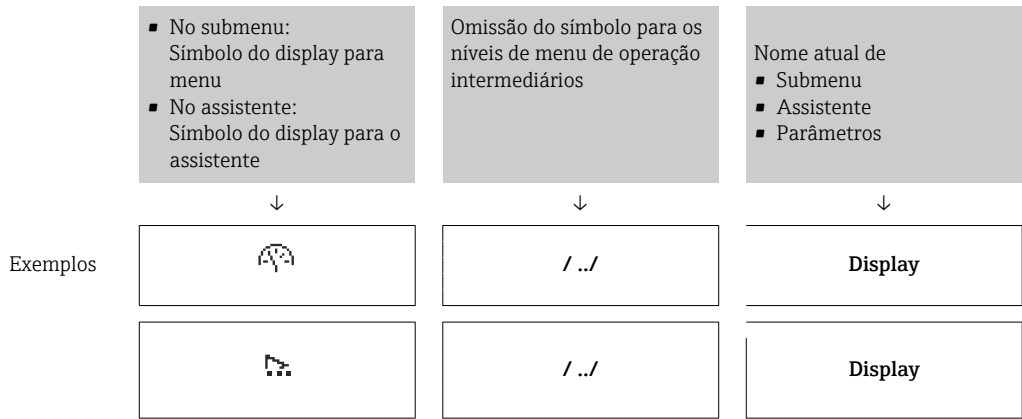 ▪ No submenu:
Símbolo do display para
menu
▪ No assistente:
Símbolo do display para o
assistente
Omissão do símbolo para os
níveis de menu de operação
intermediários
Nome atual de
▪ Submenu
▪ Assistente
▪ Parâmetros
↓ ↓ ↓
Exemplos / ../ Display
/ ../ Display